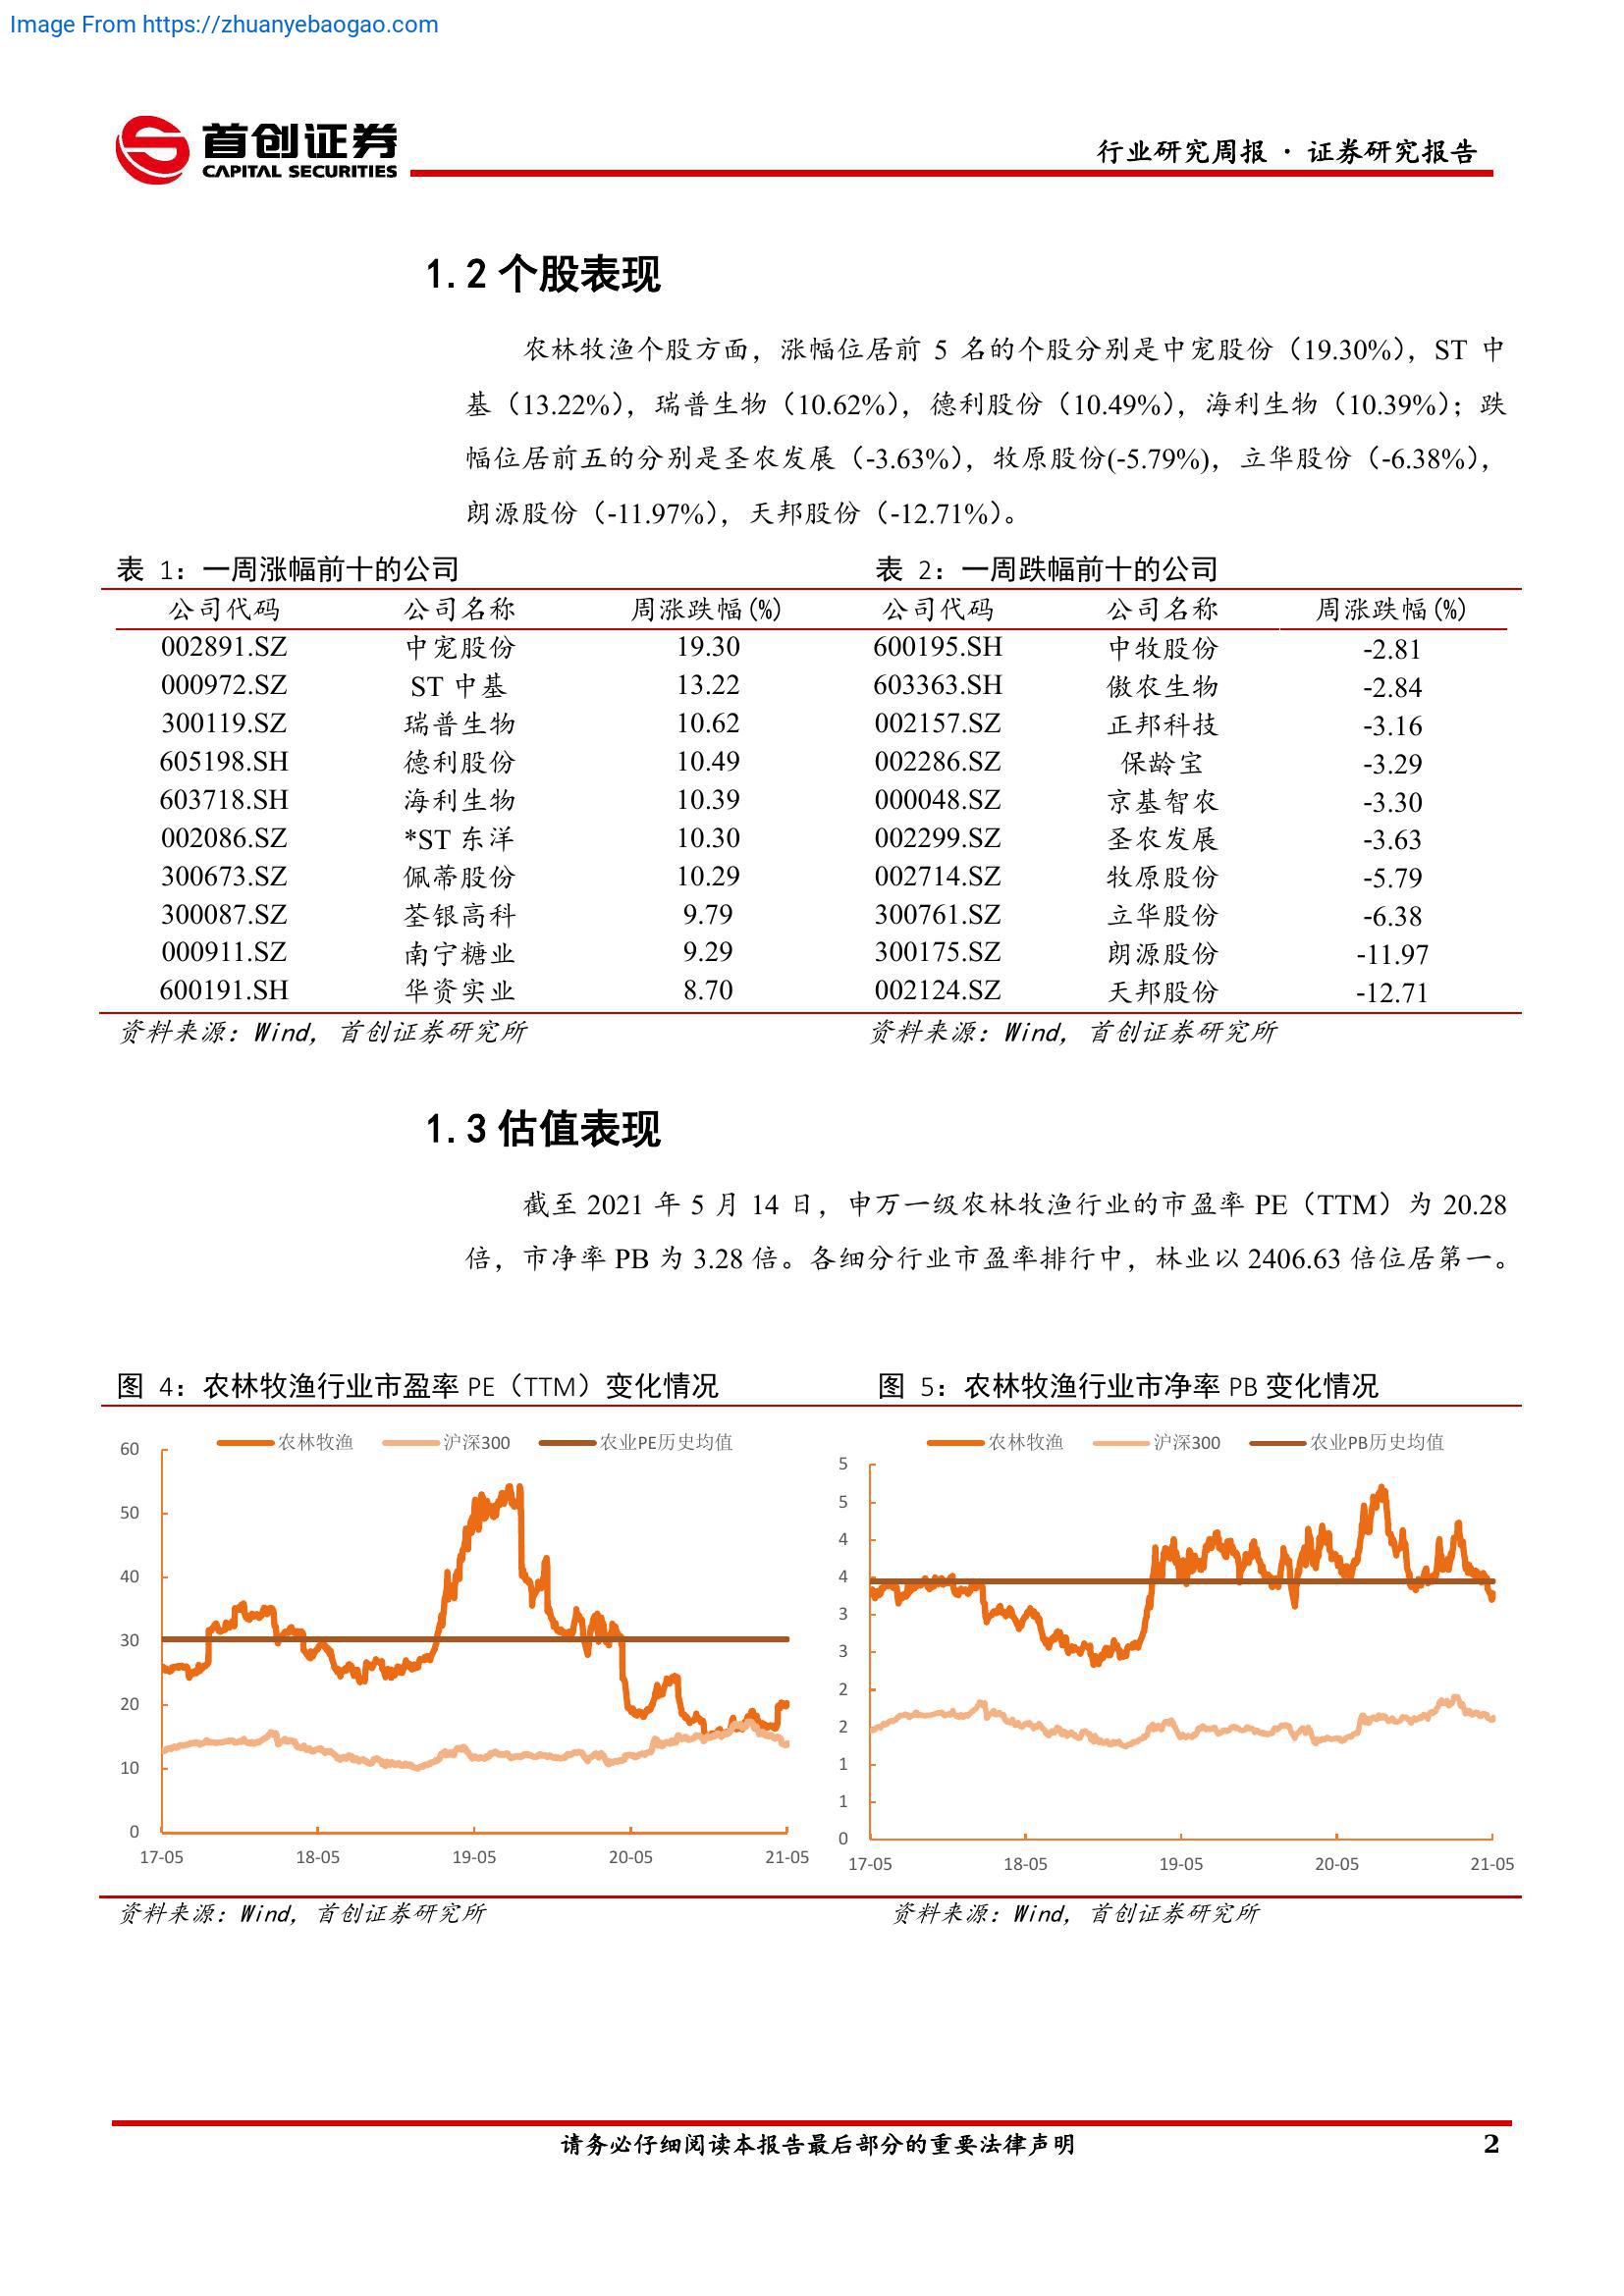 Image From https://zhuanyebaogao.com
首创证券
CAPITAL SECURITIES
行业研究周报 · 证券研究报告
1.2 个股表现
农林牧渔个股方面，涨幅位居前 5 名的个股分别是中宠股份（19.30%），ST 中
基（13.22%），瑞普生物（10.62%），德利股份（10.49%），海利生物（10.39%）；跌
幅位居前五的分别是圣农发展（-3.63%），牧原股份(-5.79%)，立华股份（-6.38%），
朗源股份（-11.97%），天邦股份（-12.71%）。
表 1：一周涨幅前十的公司 表 2：一周跌幅前十的公司
公司代码 公司名称 周涨跌幅(%) 公司代码 公司名称 周涨跌幅(%)
002891.SZ 中宠股份 19.30 600195.SH 中牧股份 -2.81
000972.SZ ST 中基 13.22 603363.SH 傲农生物 -2.84
300119.SZ 瑞普生物 10.62 002157.SZ 正邦科技 -3.16
605198.SH 德利股份 10.49 002286.SZ 保龄宝 -3.29
603718.SH 海利生物 10.39 000048.SZ 京基智农 -3.30
002086.SZ *ST 东洋 10.30 002299.SZ 圣农发展 -3.63
300673.SZ 佩蒂股份 10.29 002714.SZ 牧原股份 -5.79
300087.SZ 荃银高科 9.79 300761.SZ 立华股份 -6.38
000911.SZ 南宁糖业 9.29 300175.SZ 朗源股份 -11.97
600191.SH 华资实业 8.70 002124.SZ 天邦股份 -12.71
资料来源：Wind, 首创证券研究所 资料来源：Wind, 首创证券研究所
1.3 估值表现
截至 2021 年 5 月 14 日，申万一级农林牧渔行业的市盈率 PE（TTM）为 20.28
倍，市净率 PB 为 3.28 倍。各细分行业市盈率排行中，林业以 2406.63 倍位居第一。
图 4：农林牧渔行业市盈率 PE（TTM）变化情况 图 5：农林牧渔行业市净率 PB 变化情况
农林牧渔 沪深300 农业PE历史均值
60
50
40
30
20
10
0
17-05 18-05 19-05 20-05 21-05
农林牧渔 沪深300 农业PB历史均值
5
5
4
4
3
3
2
2
1
1
0
17-05 18-05 19-05 20-05 21-05
资料来源：Wind, 首创证券研究所 资料来源：Wind, 首创证券研究所
请务必仔细阅读本报告最后部分的重要法律声明 2